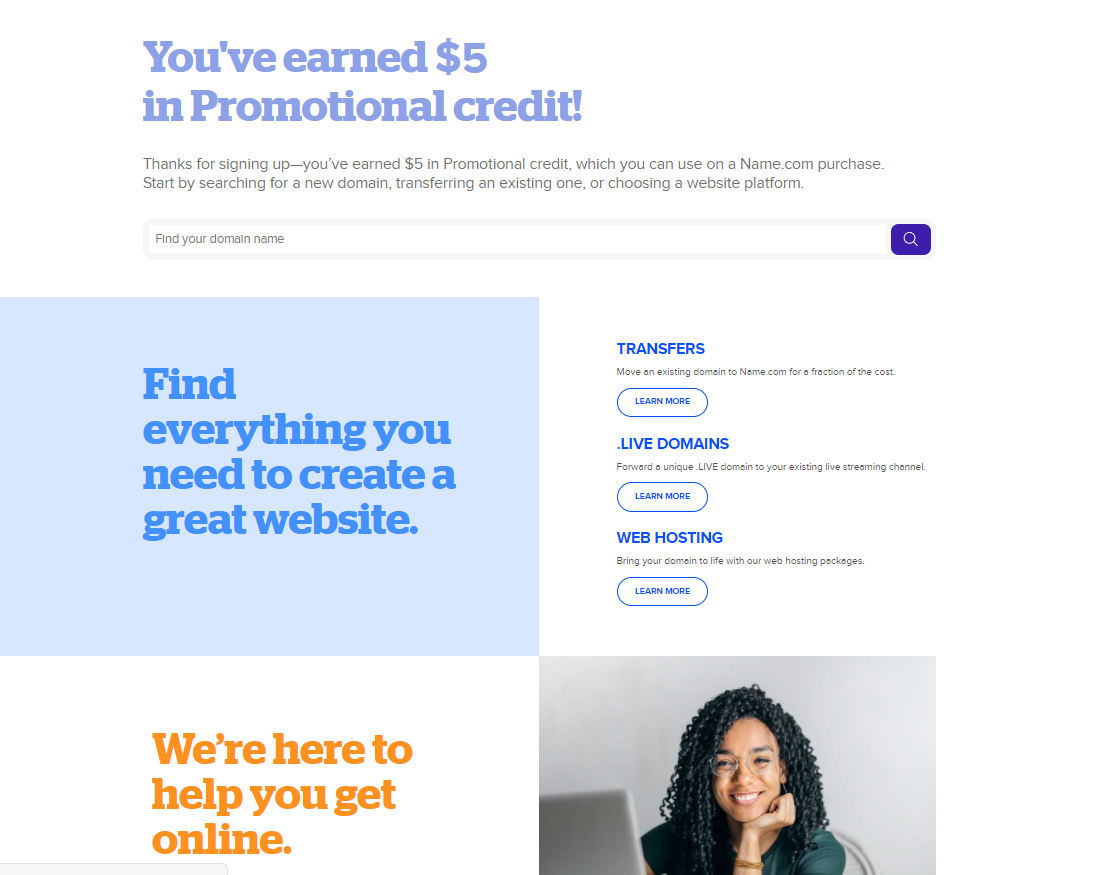 You've earned $5
in Promotional credit!
Thanks for signing up—you’ve earned $5 in Promotional credit, which you can use on a Name.com purchase.
Start by searching for a new domain, transferring an existing one, or choosing a website platform.
Find your domain name
Find
everything you
need to create a
great website.
TRANSFERS
Move an existing domain to Name.com for a fraction of the cost.
LEARN MORE
.LIVE DOMAINS
Forward a unique .LIVE domain to your existing live streaming channel.
LEARN MORE
WEB HOSTING
Bring your domain to life with our web hosting packages.
LEARN MORE
We’re here to
help you get
online.